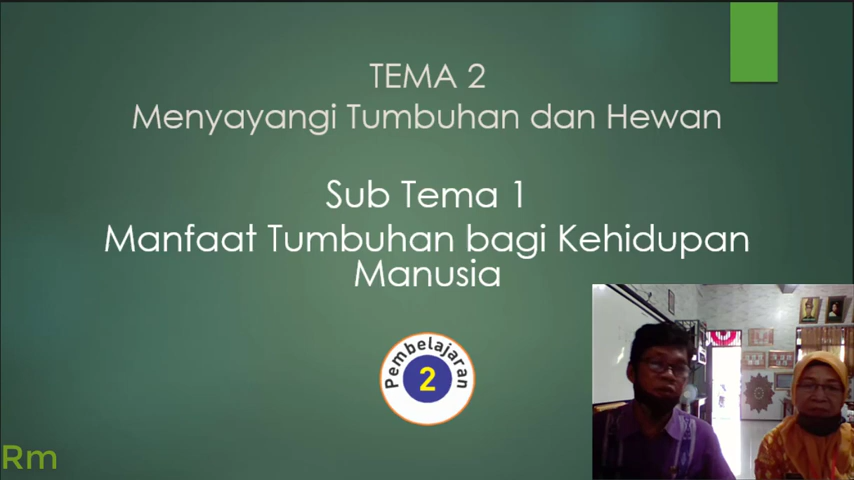 TEMA 2
Menyayangi Tumbuhan dan Hewan
Sub Tema 1
Manfaat Tumbuhan bagi Kehidupan
Manusia
Pembelajaran
2
Rm